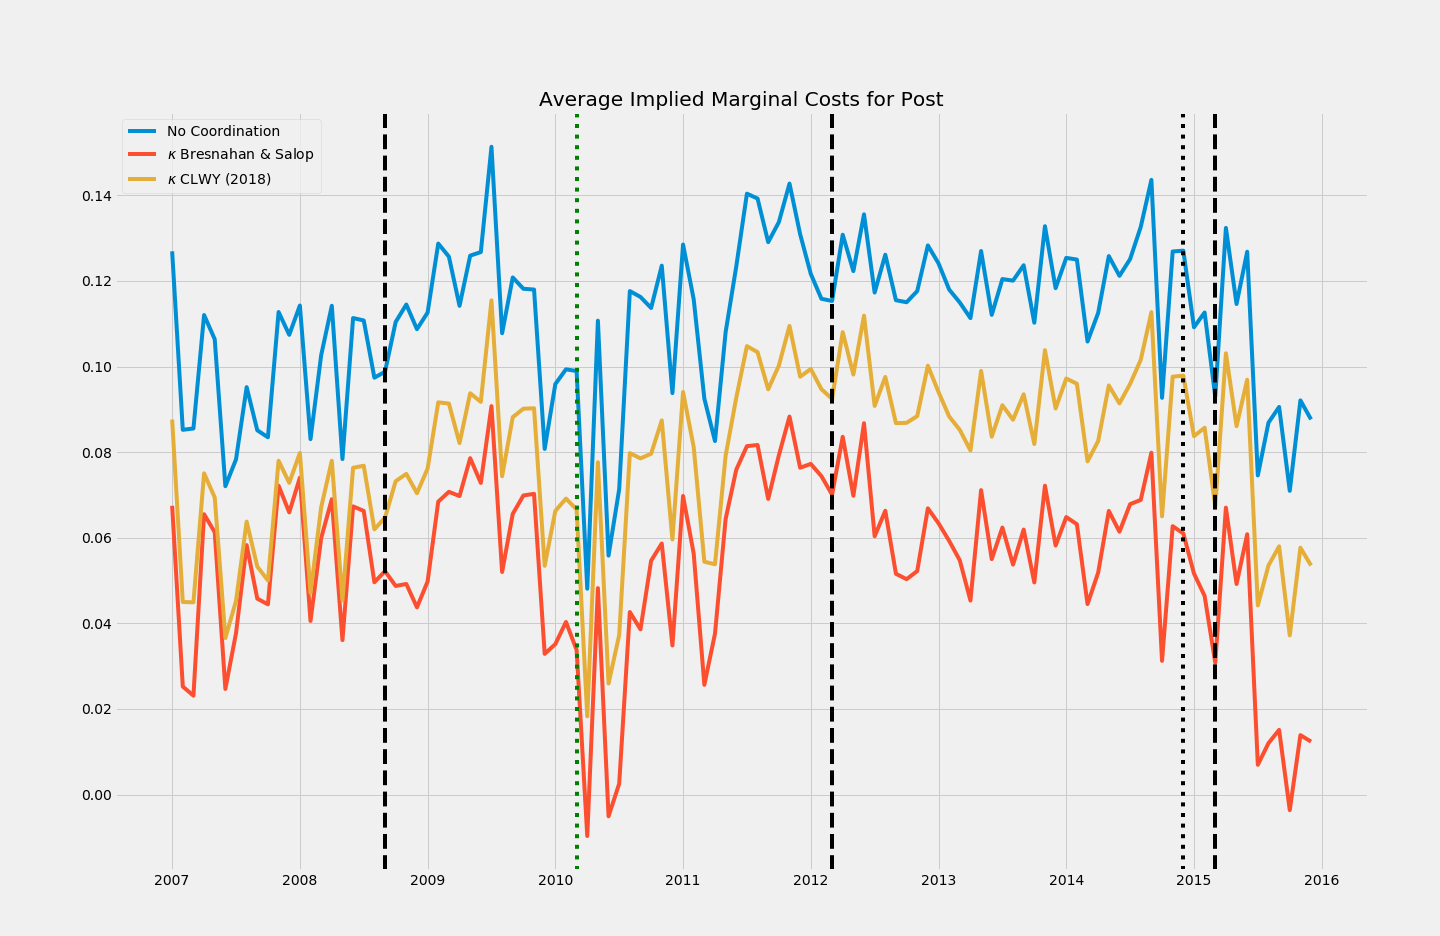 Average Implied Marginal Costs for Post
No Coordination
κ Bresnahan & Salop
κ CLWY (2018)
0.14
0.12
0.10
0.08
0.06
0.04
0.02
0.00
2007 2008 2009 2010 2011 2012 2013 2014 2015 2016